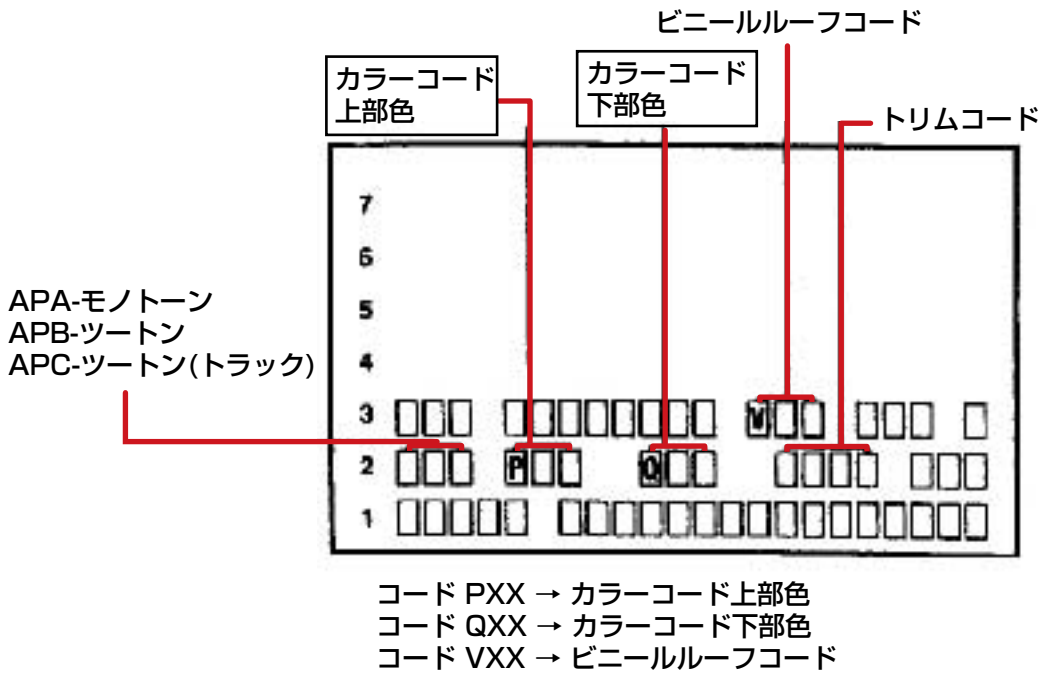 ビニールルーフコード
カラーコード
上部色
カラーコード
下部色
トリムコード
7
6
5
4
APA-モノトーン
APB-ツートン
APC-ツートン(トラック)
3 V
2 P Q
1
コード PXX → カラーコード上部色
コード QXX → カラーコード下部色
コード VXX → ビニールルーフコード